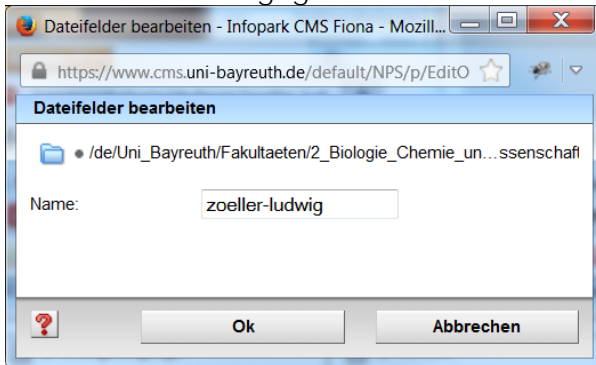 Dateifelder bearbeiten - Infopark CMS Fiona - Mozill...
https://www.cms.uni-bayreuth.de/default/NPS/p/EditO
Dateifelder bearbeiten
● /de/Uni_Bayreuth/Fakultaeten/2_Biologie_Chemie_un…ssenschaft
Name: zoeller-ludwig
? Ok Abbrechen